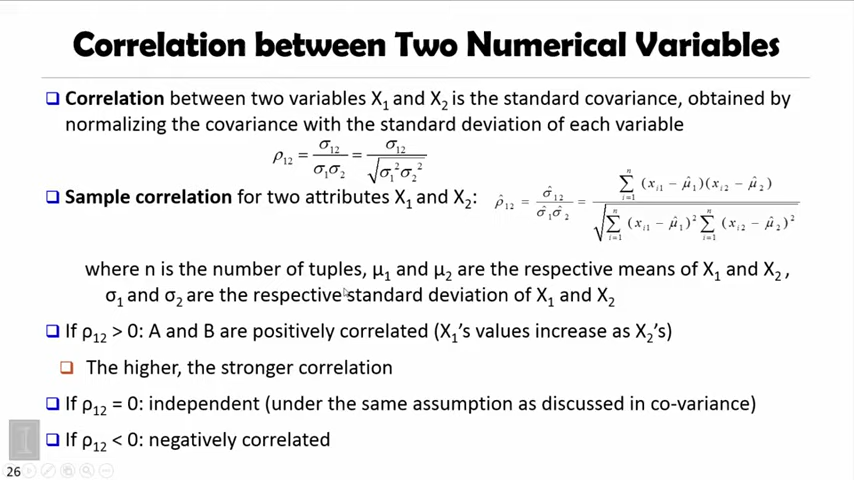 Correlation between Two Numerical Variables
❑ Correlation between two variables X₁ and X₂ is the standard covariance, obtained by
normalizing the covariance with the standard deviation of each variable
ρ₁₂ = σ₁₂ / (σ₁σ₂) = σ₁₂ / √(σ₁²σ₂²)
❑ Sample correlation for two attributes X₁ and X₂: ρ̂₁₂ = σ̂₁₂ / (σ̂₁σ̂₂) = ∑ᵢ₌₁ⁿ (xᵢ₁ − μ̂₁)(xᵢ₂ − μ̂₂) / √(∑ᵢ₌₁ⁿ (xᵢ₁ − μ̂₁)² ∑ᵢ₌₁ⁿ (xᵢ₂ − μ̂₂)²)
where n is the number of tuples, μ₁ and μ₂ are the respective means of X₁ and X₂ ,
σ₁ and σ₂ are the respective standard deviation of X₁ and X₂
❑ If ρ₁₂ > 0: A and B are positively correlated (X₁’s values increase as X₂’s)
❑ The higher, the stronger correlation
❑ If ρ₁₂ = 0: independent (under the same assumption as discussed in co-variance)
❑ If ρ₁₂ < 0: negatively correlated
26